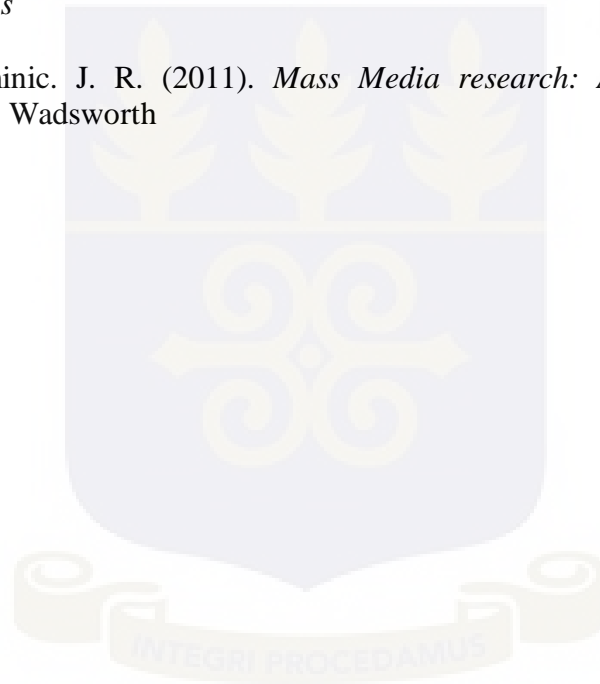 s
inic. J. R. (2011). Mass Media research:
Wadsworth
INTEGRI PROCEDAMUS